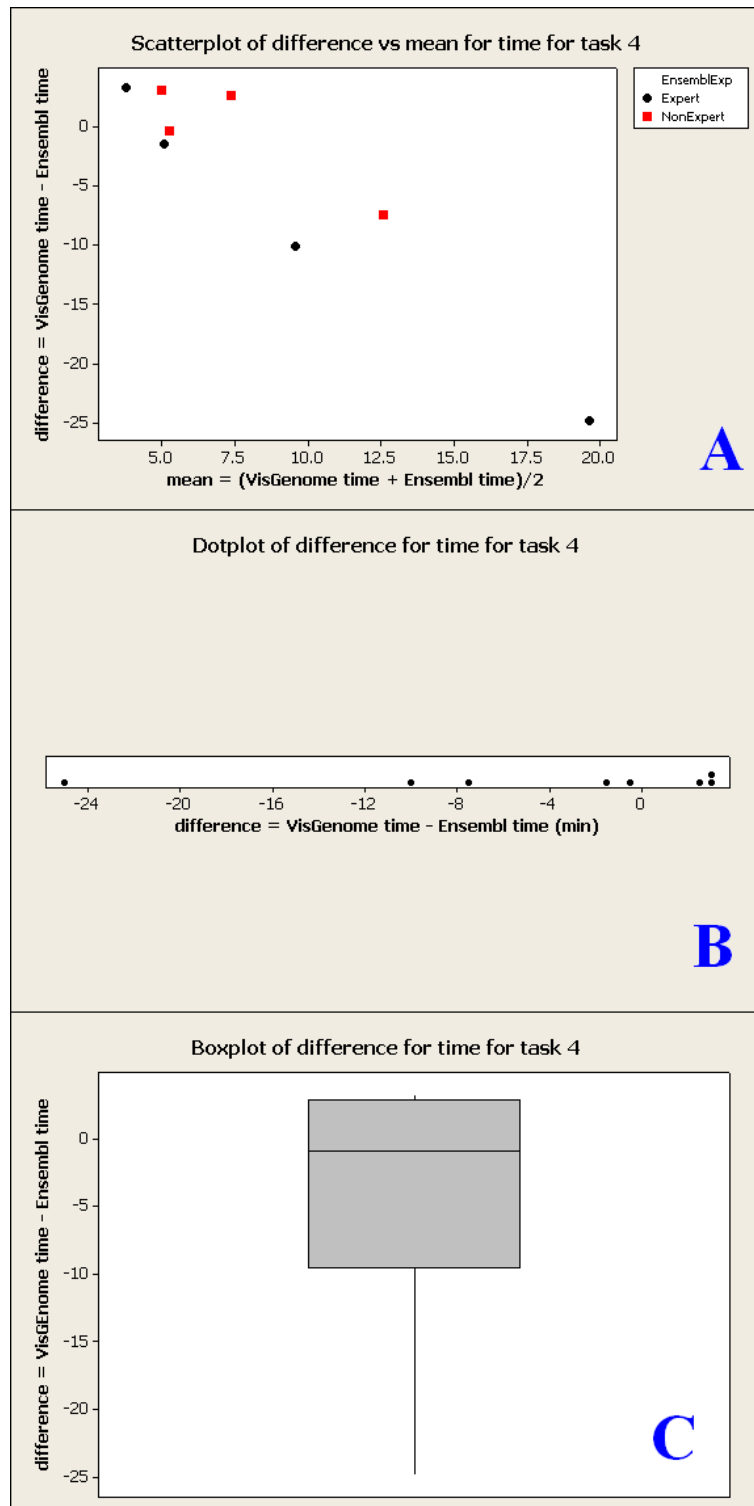 Scatterplot of difference vs mean for time for task 4
EnsemblExp
Expert
NonExpert
difference = VisGenome time - Ensembl time
0
-5
-10
-15
-20
-25
5.0 7.5 10.0 12.5 15.0 17.5 20.0
mean = (VisGenome time + Ensembl time)/2
A
Dotplot of difference for time for task 4
-24 -20 -16 -12 -8 -4 0
difference = VisGenome time - Ensembl time (min)
B
Boxplot of difference for time for task 4
difference = VisGEnome time - Ensembl time
0
-5
-10
-15
-20
-25
C